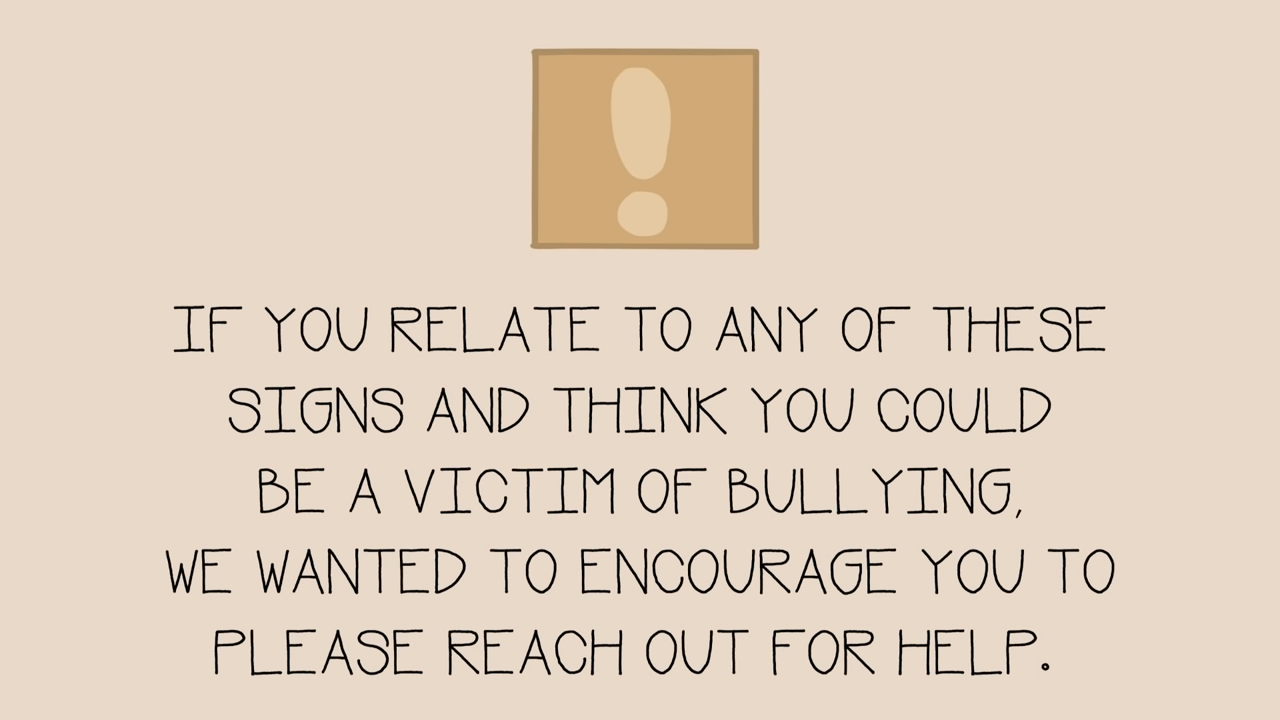 !
IF YOU RELATE TO ANY OF THESE
SIGNS AND THINK YOU COULD
BE A VICTIM OF BULLYING,
WE WANTED TO ENCOURAGE YOU TO
PLEASE REACH OUT FOR HELP.